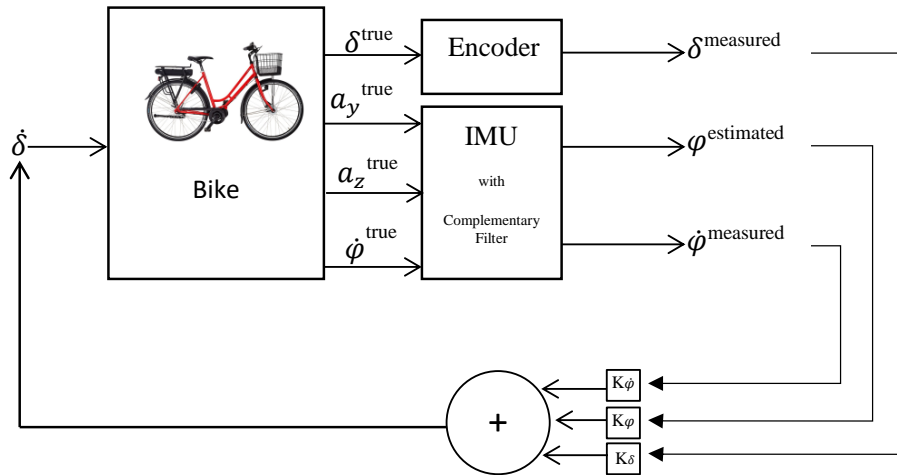 δ^true
Encoder
δ^measured
a_y^true
IMU
with
Complementary
Filter
φ^estimated
δ̇
a_z^true
Bike
φ̇^true
φ̇^measured
Kφ̇
Kφ
Kδ
+